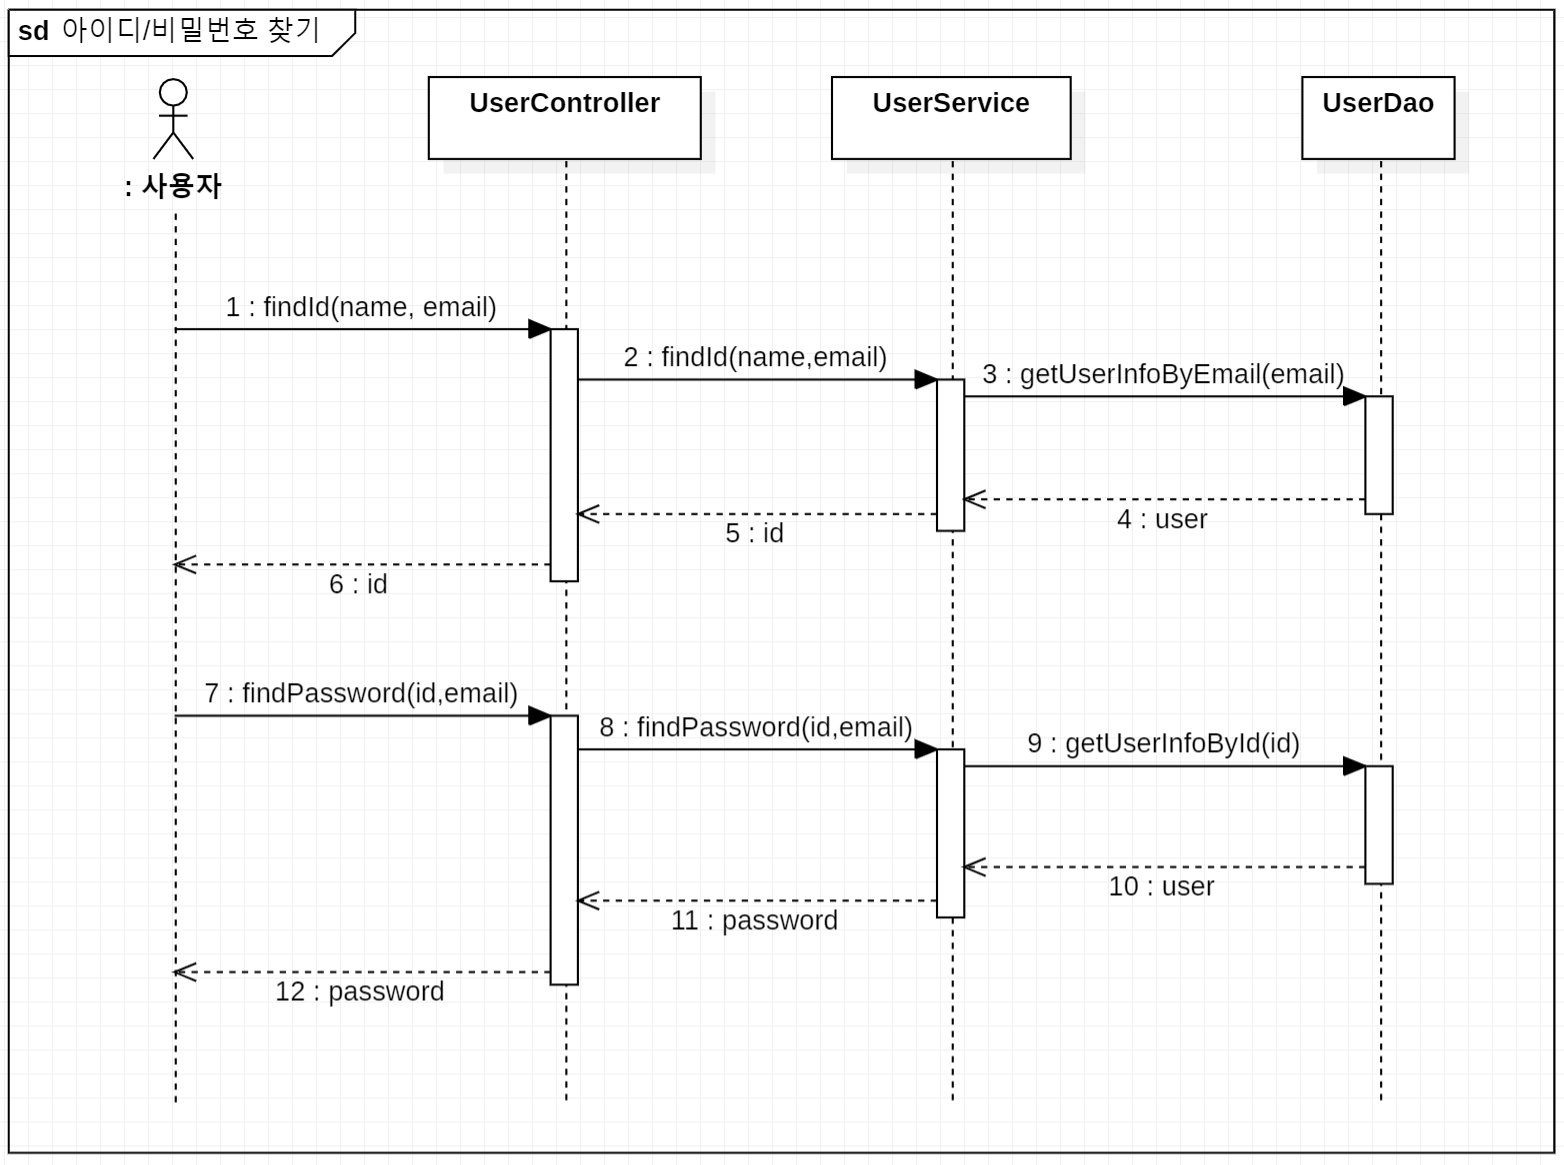 sd 아이디/비밀번호 찾기
: 사용자
UserController
UserService
UserDao
1 : findId(name, email)
2 : findId(name,email)
3 : getUserInfoByEmail(email)
4 : user
5 : id
6 : id
7 : findPassword(id,email)
8 : findPassword(id,email)
9 : getUserInfoById(id)
10 : user
11 : password
12 : password